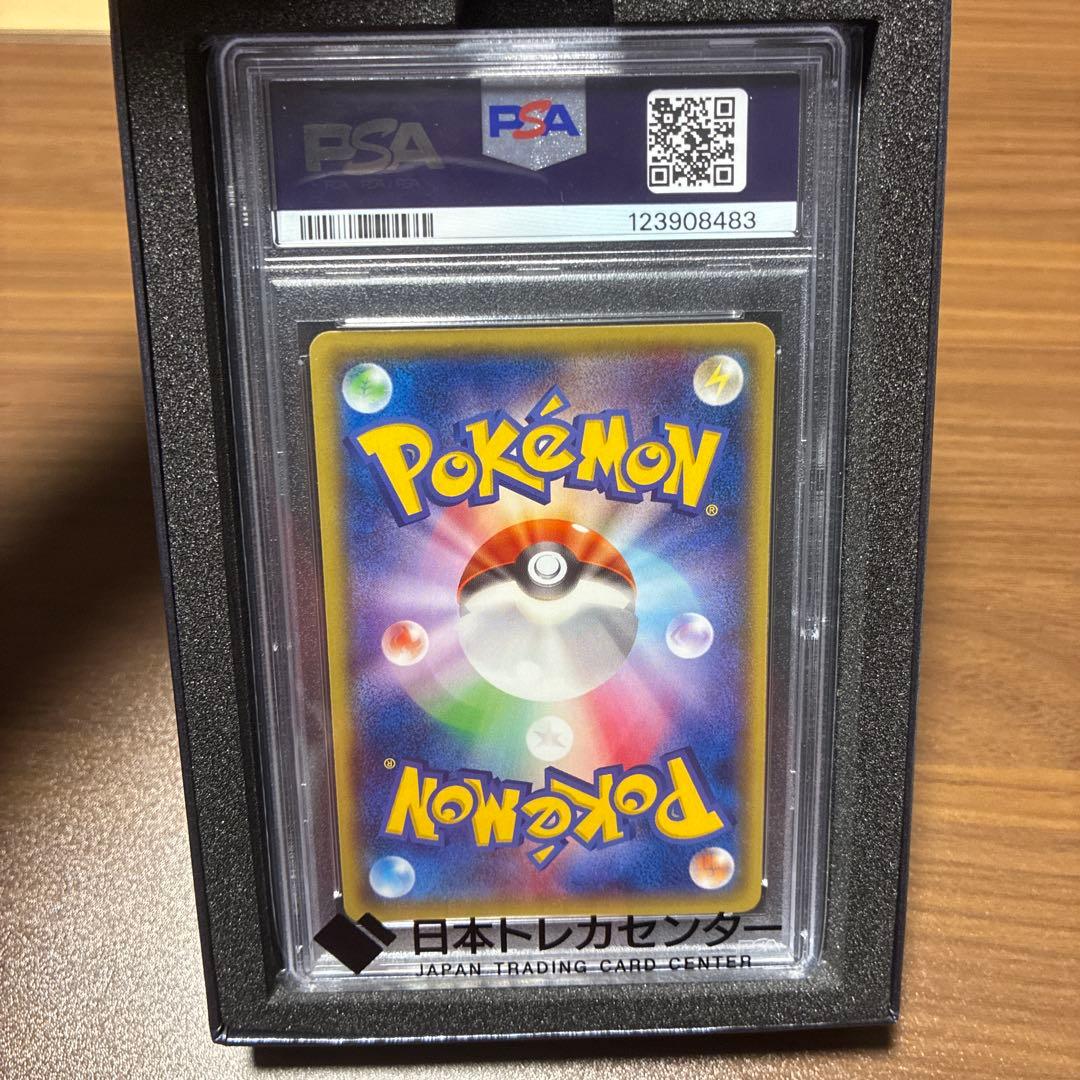 PSA
PSA
123908483
POKéMON®
POKéMON®
日本トレカセンター
JAPAN TRADING CARD CENTER